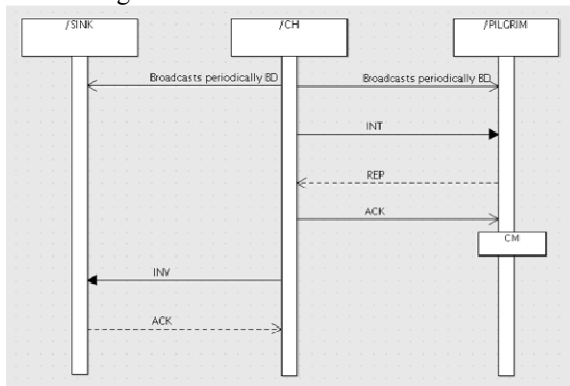 /SINK
/CH
/PILGRIM
Broadcasts periodically BD
Broadcasts periodically BD
INT
REP
ACK
CM
INV
ACK